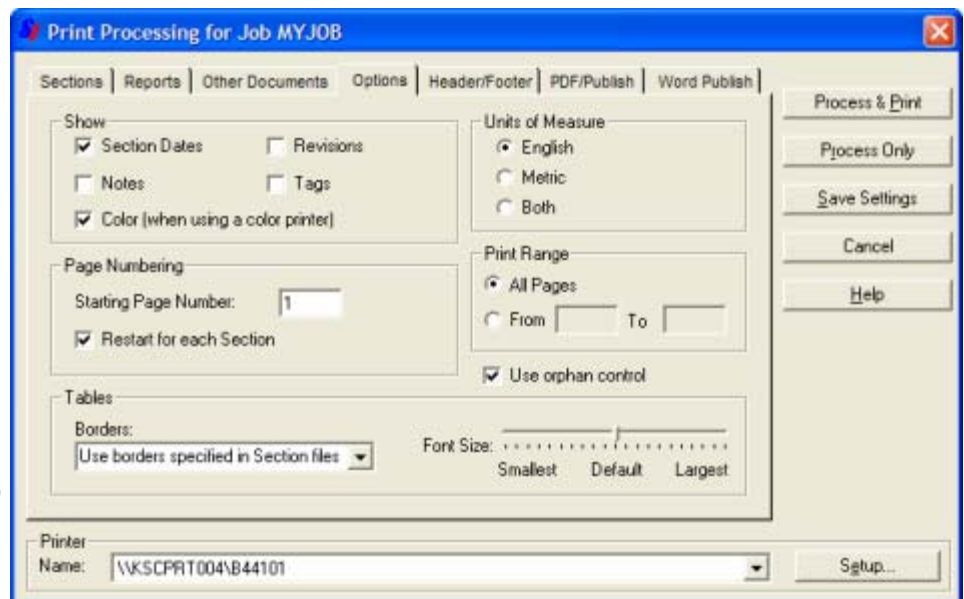 Print Processing for Job MYJOB
Sections Reports Other Documents Options Header/Footer PDF/Publish Word Publish
Show
Section Dates Revisions
Notes Tags
Color (when using a color printer)
Units of Measure
English
Metric
Both
Page Numbering
Starting Page Number: 1
Restart for each Section
Print Range
All Pages
From To
Use orphan control
Tables
Borders:
Use borders specified in Section files
Font Size:
Smallest Default Largest
Process & Print
Process Only
Save Settings
Cancel
Help
Printer
Name: \\KSCPRT004\B44101
Setup...